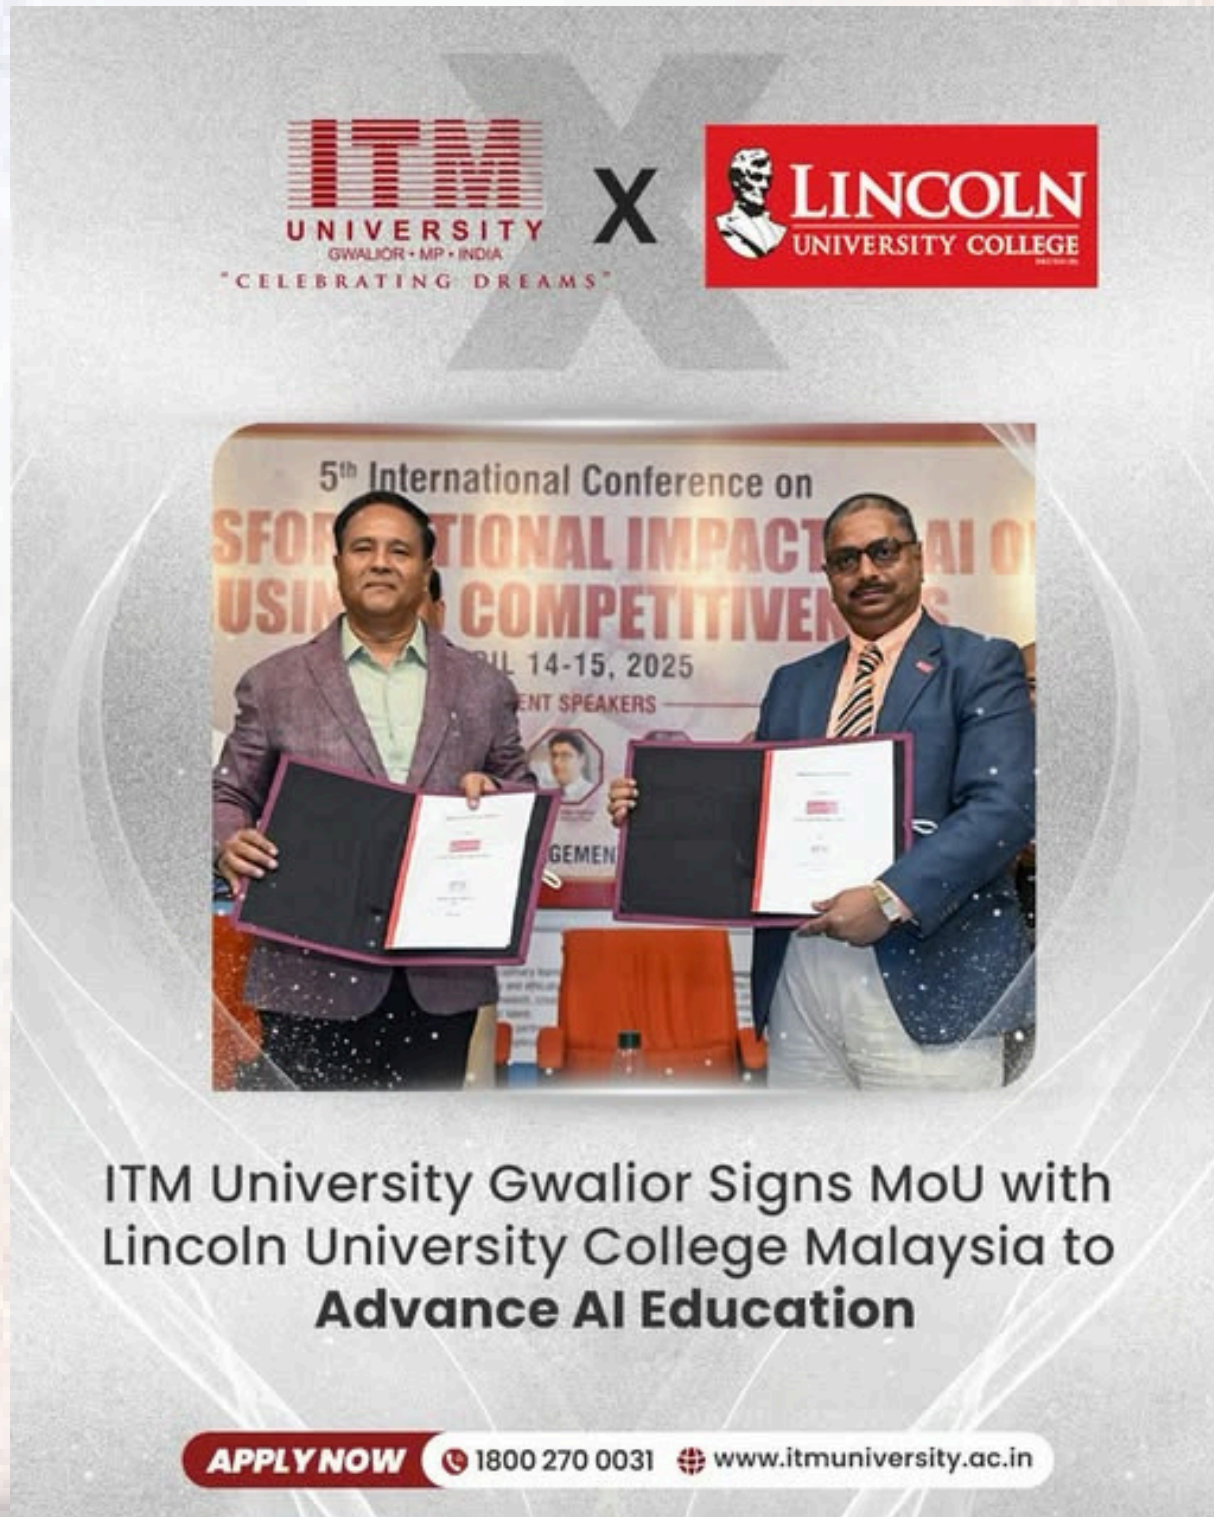 ITM
UNIVERSITY
GWALIOR • MP • INDIA
"CELEBRATING DREAMS"
X
LINCOLN
UNIVERSITY COLLEGE
5th International Conference on
SFOR TIONAL IMPACT AI O
USIN COMPETITIVEN S
RIL 14-15, 2025
ENT SPEAKERS
GEMEN
ITM University Gwalior Signs MoU with
Lincoln University College Malaysia to
Advance AI Education
APPLY NOW 1800 270 0031 www.itmuniversity.ac.in